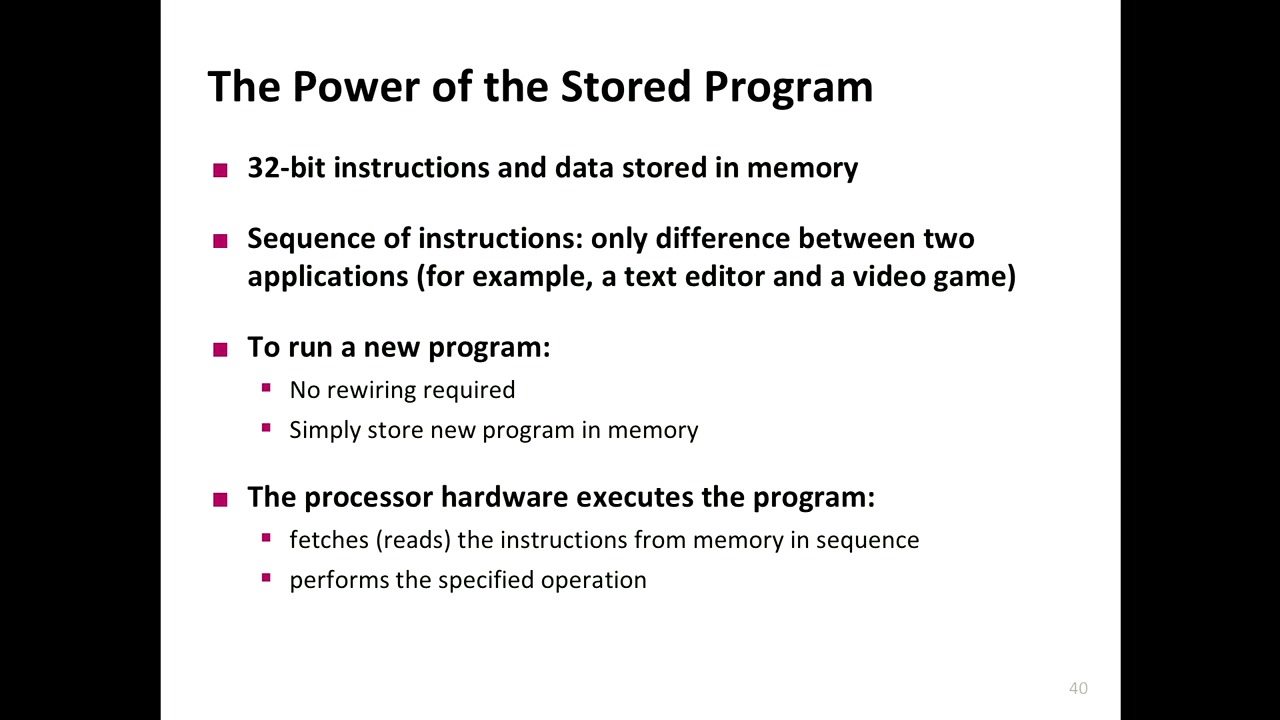 The Power of the Stored Program
32-bit instructions and data stored in memory
Sequence of instructions: only difference between two
applications (for example, a text editor and a video game)
To run a new program:
No rewiring required
Simply store new program in memory
The processor hardware executes the program:
fetches (reads) the instructions from memory in sequence
performs the specified operation
40